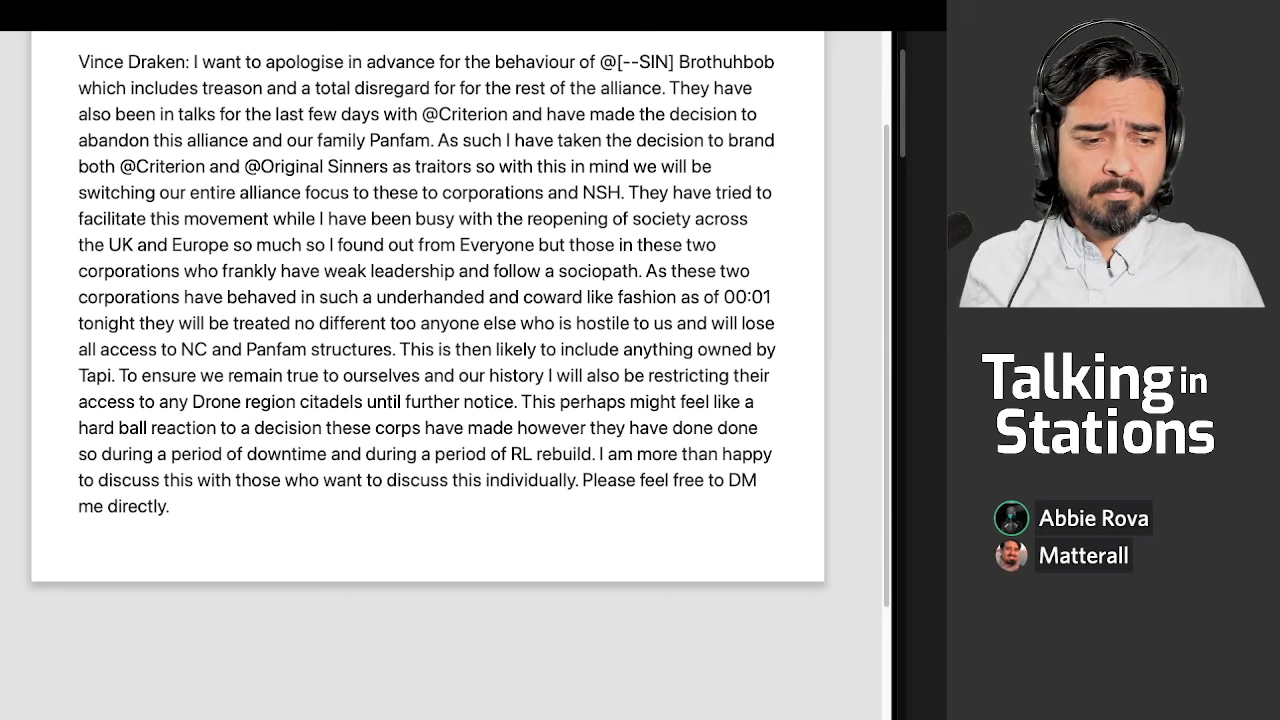 Vince Draken: I want to apologise in advance for the behaviour of @[--SIN] Brothuhbob
which includes treason and a total disregard for for the rest of the alliance. They have
also been in talks for the last few days with @Criterion and have made the decision to
abandon this alliance and our family Panfam. As such I have taken the decision to brand
both @Criterion and @Original Sinners as traitors so with this in mind we will be
switching our entire alliance focus to these to corporations and NSH. They have tried to
facilitate this movement while I have been busy with the reopening of society across
the UK and Europe so much so I found out from Everyone but those in these two
corporations who frankly have weak leadership and follow a sociopath. As these two
corporations have behaved in such a underhanded and coward like fashion as of 00:01
tonight they will be treated no different too anyone else who is hostile to us and will lose
all access to NC and Panfam structures. This is then likely to include anything owned by
Tapi. To ensure we remain true to ourselves and our history I will also be restricting their
access to any Drone region citadels until further notice. This perhaps might feel like a
hard ball reaction to a decision these corps have made however they have done done
so during a period of downtime and during a period of RL rebuild. I am more than happy
to discuss this with those who want to discuss this individually. Please feel free to DM
me directly.
Talking in
Stations
Abbie Rova
Matterall